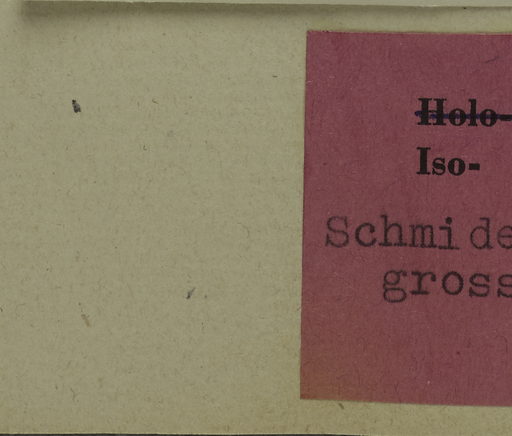 Holo-
Iso-
Schmide
gross